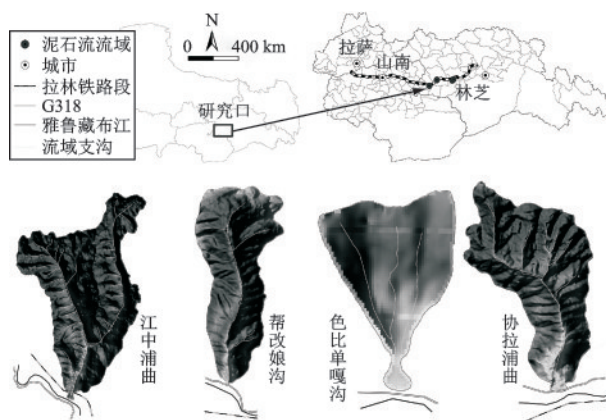 N
0 400 km
泥石流流域
城市
拉林铁路段
G318
雅鲁藏布江
流域支沟
研究口
拉萨
山南
林芝
江中浦曲
帮改娘沟
色比单嘎沟
协拉浦曲